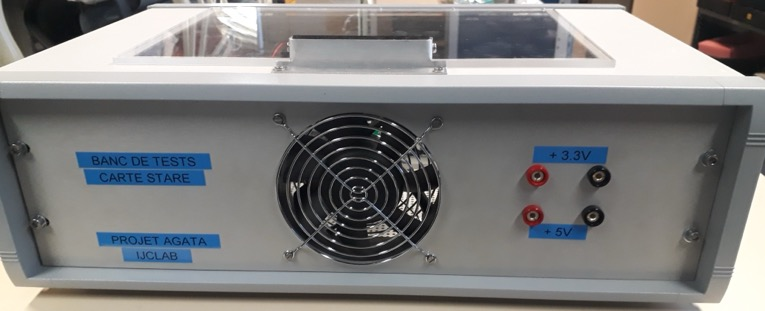 BANC DE TESTS
CARTE STARE
PROJET AGATA
IJCLAB
+ 3.3V
+ 5V